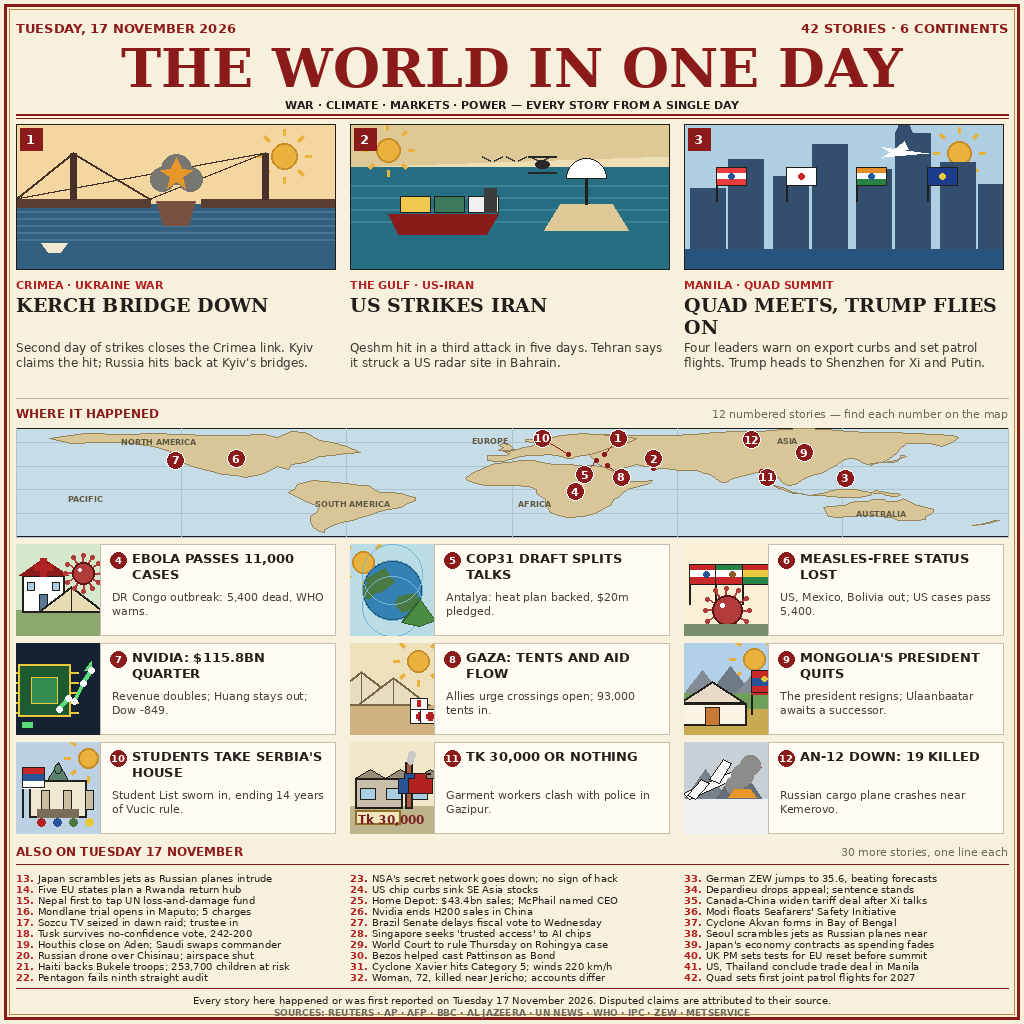 TUESDAY, 17 NOVEMBER 2026
42 STORIES · 6 CONTINENTS
THE WORLD IN ONE DAY
WAR · CLIMATE · MARKETS · POWER — EVERY STORY FROM A SINGLE DAY
1
2
3
CRIMEA · UKRAINE WAR
KERCH BRIDGE DOWN
Second day of strikes closes the Crimea link. Kyiv
claims the hit; Russia hits back at Kyiv's bridges.
THE GULF · US-IRAN
US STRIKES IRAN
Qeshm hit in a third attack in five days. Tehran says
it struck a US radar site in Bahrain.
MANILA · QUAD SUMMIT
QUAD MEETS, TRUMP FLIES
ON
Four leaders warn on export curbs and set patrol
flights. Trump heads to Shenzhen for Xi and Putin.
WHERE IT HAPPENED
12 numbered stories — find each number on the map
NORTH AMERICA
EUROPE
ASIA
PACIFIC
SOUTH AMERICA
AFRICA
AUSTRALIA
10
1
12
9
7
6
2
5
8
11
3
4
4
EBOLA PASSES 11,000
CASES
DR Congo outbreak: 5,400 dead, WHO
warns.
5
COP31 DRAFT SPLITS
TALKS
Antalya: heat plan backed, $20m
pledged.
6
MEASLES-FREE STATUS
LOST
US, Mexico, Bolivia out; US cases pass
5,400.
7
NVIDIA: $115.8BN
QUARTER
Revenue doubles; Huang stays out;
Dow -849.
8
GAZA: TENTS AND AID
FLOW
Allies urge crossings open; 93,000
tents in.
9
MONGOLIA'S PRESIDENT
QUITS
The president resigns; Ulaanbaatar
awaits a successor.
10
STUDENTS TAKE SERBIA'S
HOUSE
Student List sworn in, ending 14 years
of Vucic rule.
Tk 30,000
11
TK 30,000 OR NOTHING
Garment workers clash with police in
Gazipur.
12
AN-12 DOWN: 19 KILLED
Russian cargo plane crashes near
Kemerovo.
ALSO ON TUESDAY 17 NOVEMBER
30 more stories, one line each
13. Japan scrambles jets as Russian planes intrude
14. Five EU states plan a Rwanda return hub
15. Nepal first to tap UN loss-and-damage fund
16. Mondlane trial opens in Maputo; 5 charges
17. Sozcu TV seized in dawn raid; trustee in
18. Tusk survives no-confidence vote, 242-200
19. Houthis close on Aden; Saudi swaps commander
20. Russian drone over Chisinau; airspace shut
21. Haiti backs Bukele troops; 253,700 children at risk
22. Pentagon fails ninth straight audit
23. NSA's secret network goes down; no sign of hack
24. US chip curbs sink SE Asia stocks
25. Home Depot: $43.4bn sales; McPhail named CEO
26. Nvidia ends H200 sales in China
27. Brazil Senate delays fiscal vote to Wednesday
28. Singapore seeks 'trusted access' to AI chips
29. World Court to rule Thursday on Rohingya case
30. Bezos helped cast Pattinson as Bond
31. Cyclone Xavier hits Category 5; winds 220 km/h
32. Woman, 72, killed near Jericho; accounts differ
33. German ZEW jumps to 35.6, beating forecasts
34. Depardieu drops appeal; sentence stands
35. Canada-China widen tariff deal after Xi talks
36. Modi floats Seafarers' Safety Initiative
37. Cyclone Akvan forms in Bay of Bengal
38. Seoul scrambles jets as Russian planes near
39. Japan's economy contracts as spending fades
40. UK PM sets tests for EU reset before summit
41. US, Thailand conclude trade deal in Manila
42. Quad sets first joint patrol flights for 2027
Every story here happened or was first reported on Tuesday 17 November 2026. Disputed claims are attributed to their source.
SOURCES: REUTERS · AP · AFP · BBC · AL JAZEERA · UN NEWS · WHO · IPC · ZEW · METSERVICE